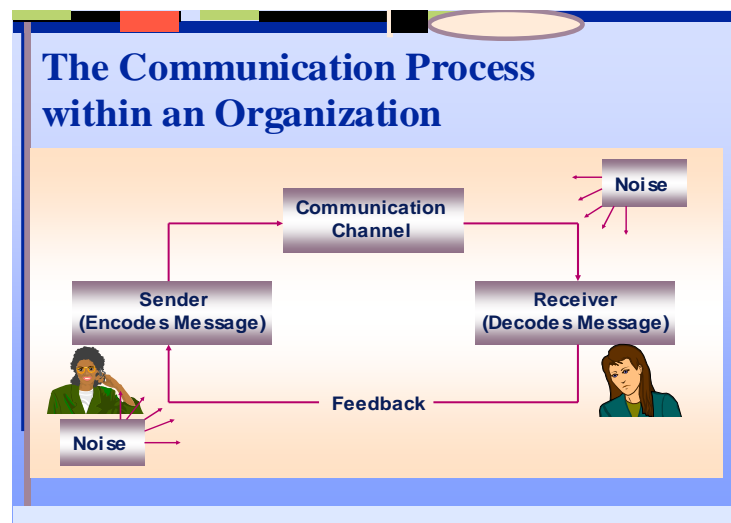 The Communication Process
within an Organization
Noise
Communication
Channel
Sender
(Encodes Message)
Receiver
(Decodes Message)
Feedback
Noise